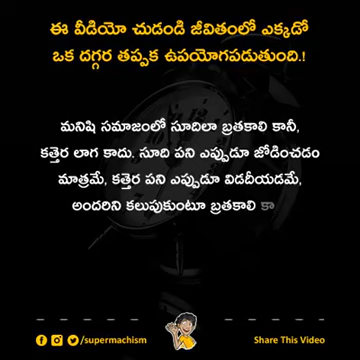 ఈ వీడియో చుడండి జీవితంలో ఎక్కడో
ఒక దగ్గర తప్పక ఉపయోగపడుతుంది.!
మనిషి సమాజంలో సూదిలా బ్రతకాలి కానీ,
కత్తెర లాగ కాదు. సూది పని ఎప్పుడూ జోడించడం
మాత్రమే, కత్తెర పని ఎప్పుడూ విడదీయడమే,
అందరిని కలుపుకుంటూ బ్రతకాలి కా
/supermachism
Share This Video